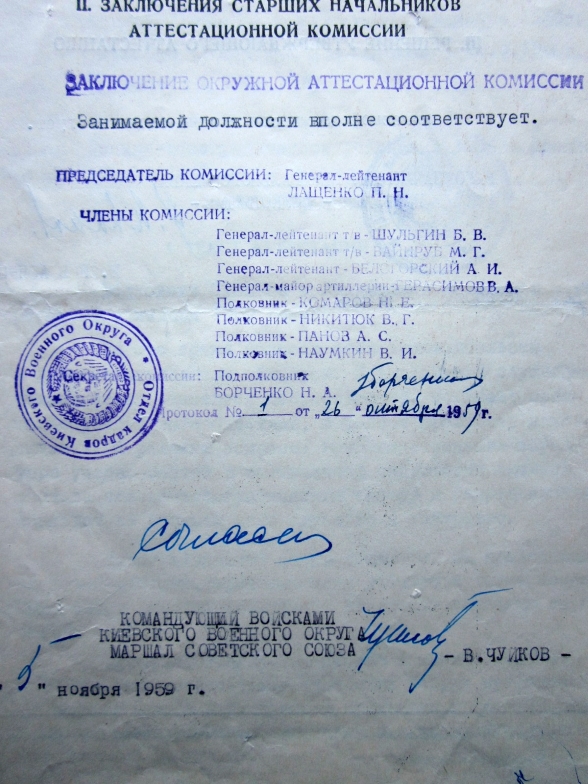 II. ЗАКЛЮЧЕНИЯ СТАРШИХ НАЧАЛЬНИКОВ
АТТЕСТАЦИОННОЙ КОМИССИИ
ЗАКЛЮЧЕНИЕ ОКРУЖНОЙ АТТЕСТАЦИОННОЙ КОМИССИИ
Занимаемой должности вполне соответствует.
ПРЕДСЕДАТЕЛЬ КОМИССИИ: Генерал-лейтенант
ЛАЩЕНКО П. Н.
ЧЛЕНЫ КОМИССИИ:
Генерал-лейтенант т/в - ШУЛЬГИН Б. В.
Генерал-лейтенант т/в - ВАЙНРУБ М. Г.
Генерал-лейтенант - БЕЛОГОРСКИЙ А. И.
Генерал-майор артиллерии - ГЕРАСИМОВ В. А.
Полковник - КОМАРОВ Н. Е.
Полковник - НИКИТЮК В. Г.
Полковник - ПАНОВ А. С.
Полковник - НАУМКИН В. И.
Отдел кадров Киевского Военного Округа
Секретарь комиссии: Подполковник
БОРЧЕНКО Н. А. Борченко
Протокол № 1 от „26" октября 1959 г.
Согласен
КОМАНДУЮЩИЙ ВОЙСКАМИ
КИЕВСКОГО ВОЕННОГО ОКРУГА
МАРШАЛ СОВЕТСКОГО СОЮЗА Чуйков - В.ЧУЙКОВ -
"5" ноября 1959 г.